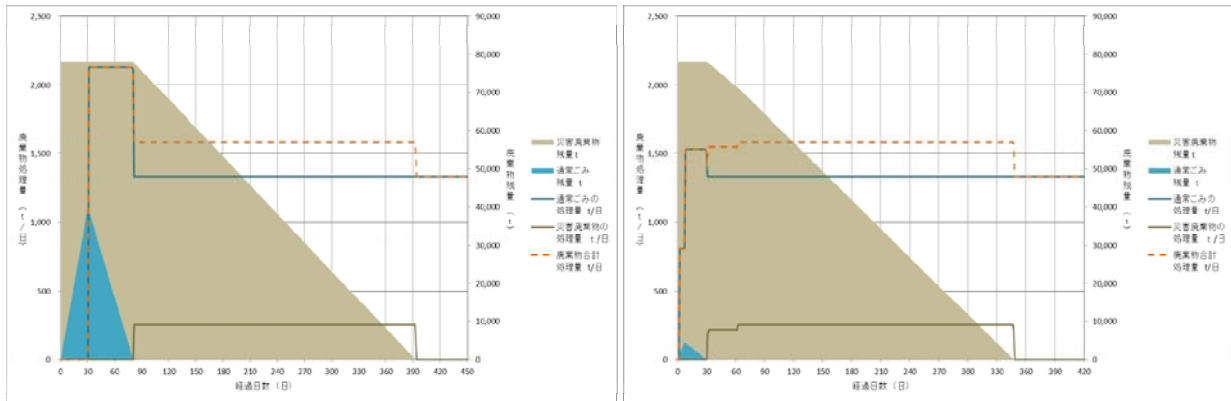 2,500
2,000
1,500
1,000
500
0
廃棄物処理量(t/日)
90,000
80,000
70,000
60,000
50,000
40,000
30,000
20,000
10,000
0
廃棄物残量(t)
0 30 60 90 120 150 180 210 240 270 300 330 360 390 420 450
経過日数(日)
災害廃棄物
残量 t
通常ごみ
残量 t
通常ごみの
処理量 t/日
災害廃棄物の
処理量 t/日
廃棄物合計
処理量 t/日
2,500
2,000
1,500
1,000
500
0
廃棄物処理量(t/日)
90,000
80,000
70,000
60,000
50,000
40,000
30,000
20,000
10,000
0
廃棄物残量(t)
0 30 60 90 120 150 180 210 240 270 300 330 360 390 420
経過日数(日)
災害廃棄物
残量 t
通常ごみ
残量 t
通常ごみの
処理量 t/日
災害廃棄物の
処理量 t/日
廃棄物合計
処理量 t/日